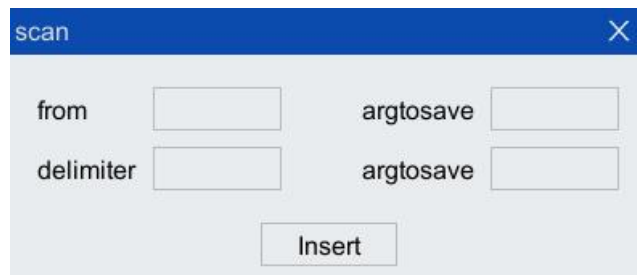 scan
from argtosave
delimiter argtosave
Insert